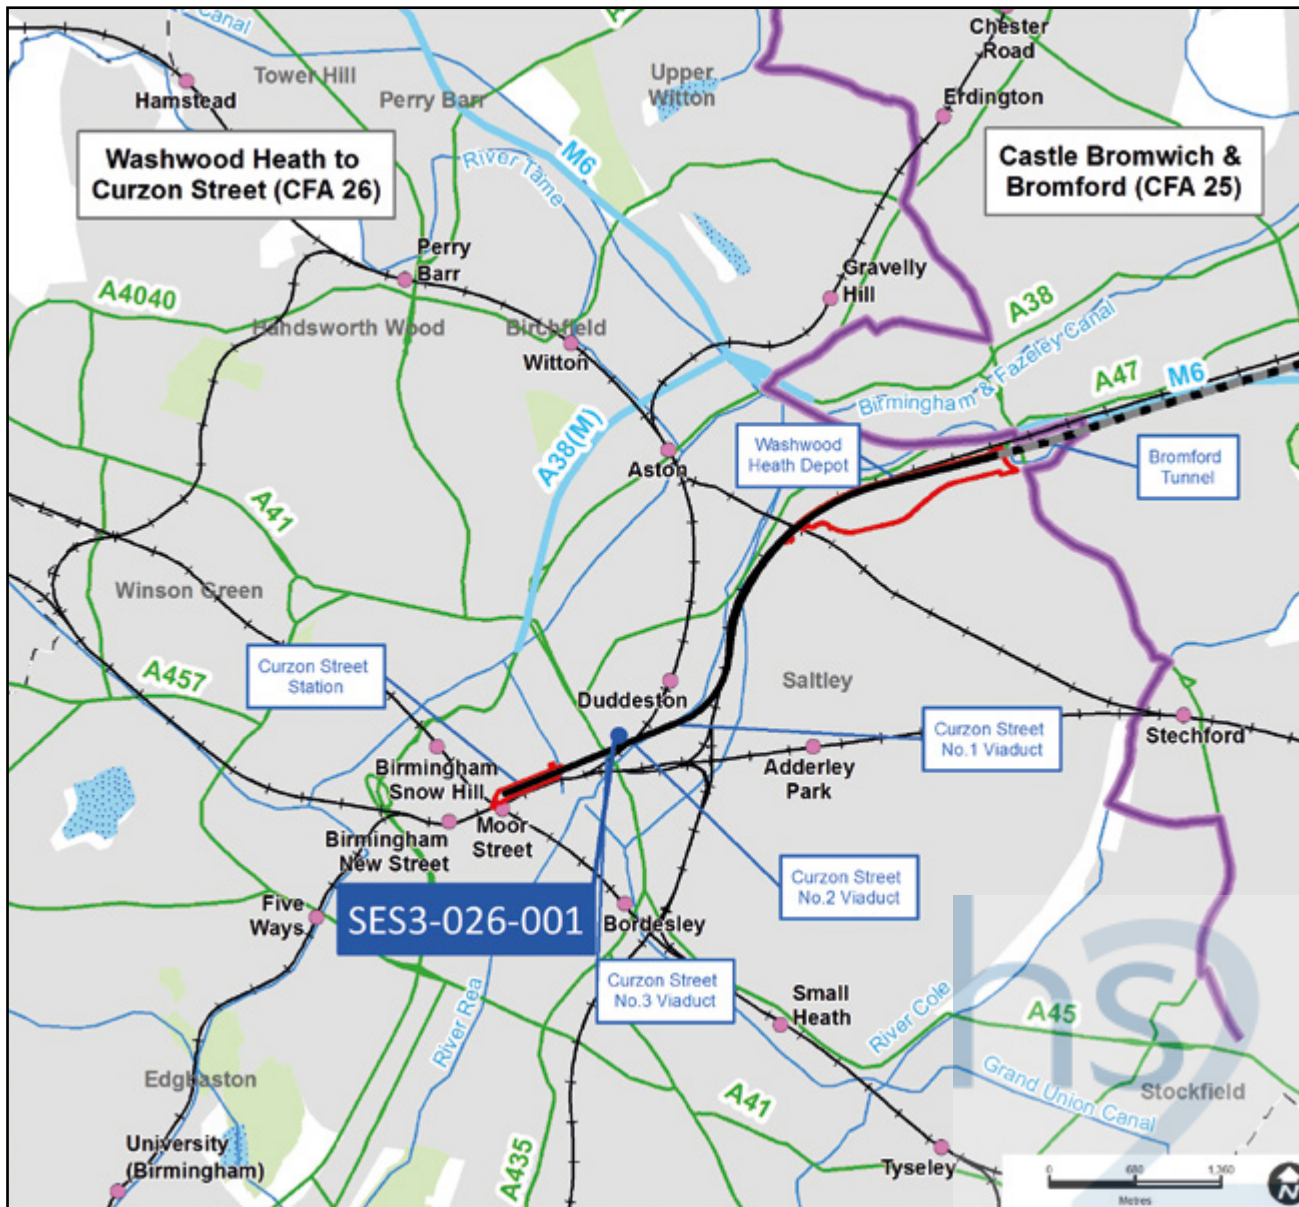 Canal
A
Chester
Road
Tower Hill
Upper
Witton
Hamstead
Perry Barr
Erdington
M6
Washwood Heath to
Curzon Street (CFA 26)
River Tame
Castle Bromwich &
Bromford (CFA 25)
Perry
Barr
Gravelly
Hill
A4040
A38
Handsworth Wood
Birchfield
Witton
Birmingham & Fazeley Canal
A47
M6
A38(M)
Washwood
Heath Depot
Bromford
Tunnel
Aston
A41
Winson Green
Curzon Street
Station
A457
Saltley
Duddeston
Curzon Street
No.1 Viaduct
Stechford
Birmingham
Snow Hill
Adderley
Park
Moor
Street
Birmingham
New Street
Curzon Street
No.2 Viaduct
Five
Ways
SES3-026-001
Bordesley
Curzon Street
No.3 Viaduct
Small
Heath
River Rea
River Cole
A45
hs2
Grand Union Canal
Edgbaston
Stockfield
A41
University
(Birmingham)
A435
Tyseley
0 680 1,360
Metres
N